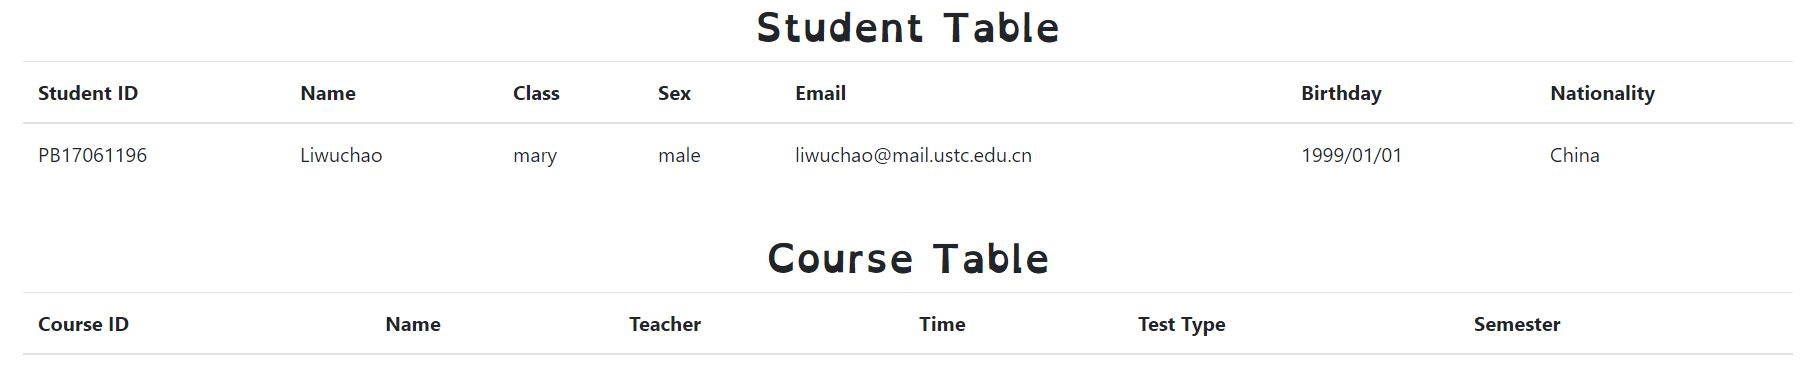 Student Table
Student ID Name Class Sex Email Birthday Nationality
PB17061196 Liwuchao mary male liwuchao@mail.ustc.edu.cn 1999/01/01 China
Course Table
Course ID Name Teacher Time Test Type Semester